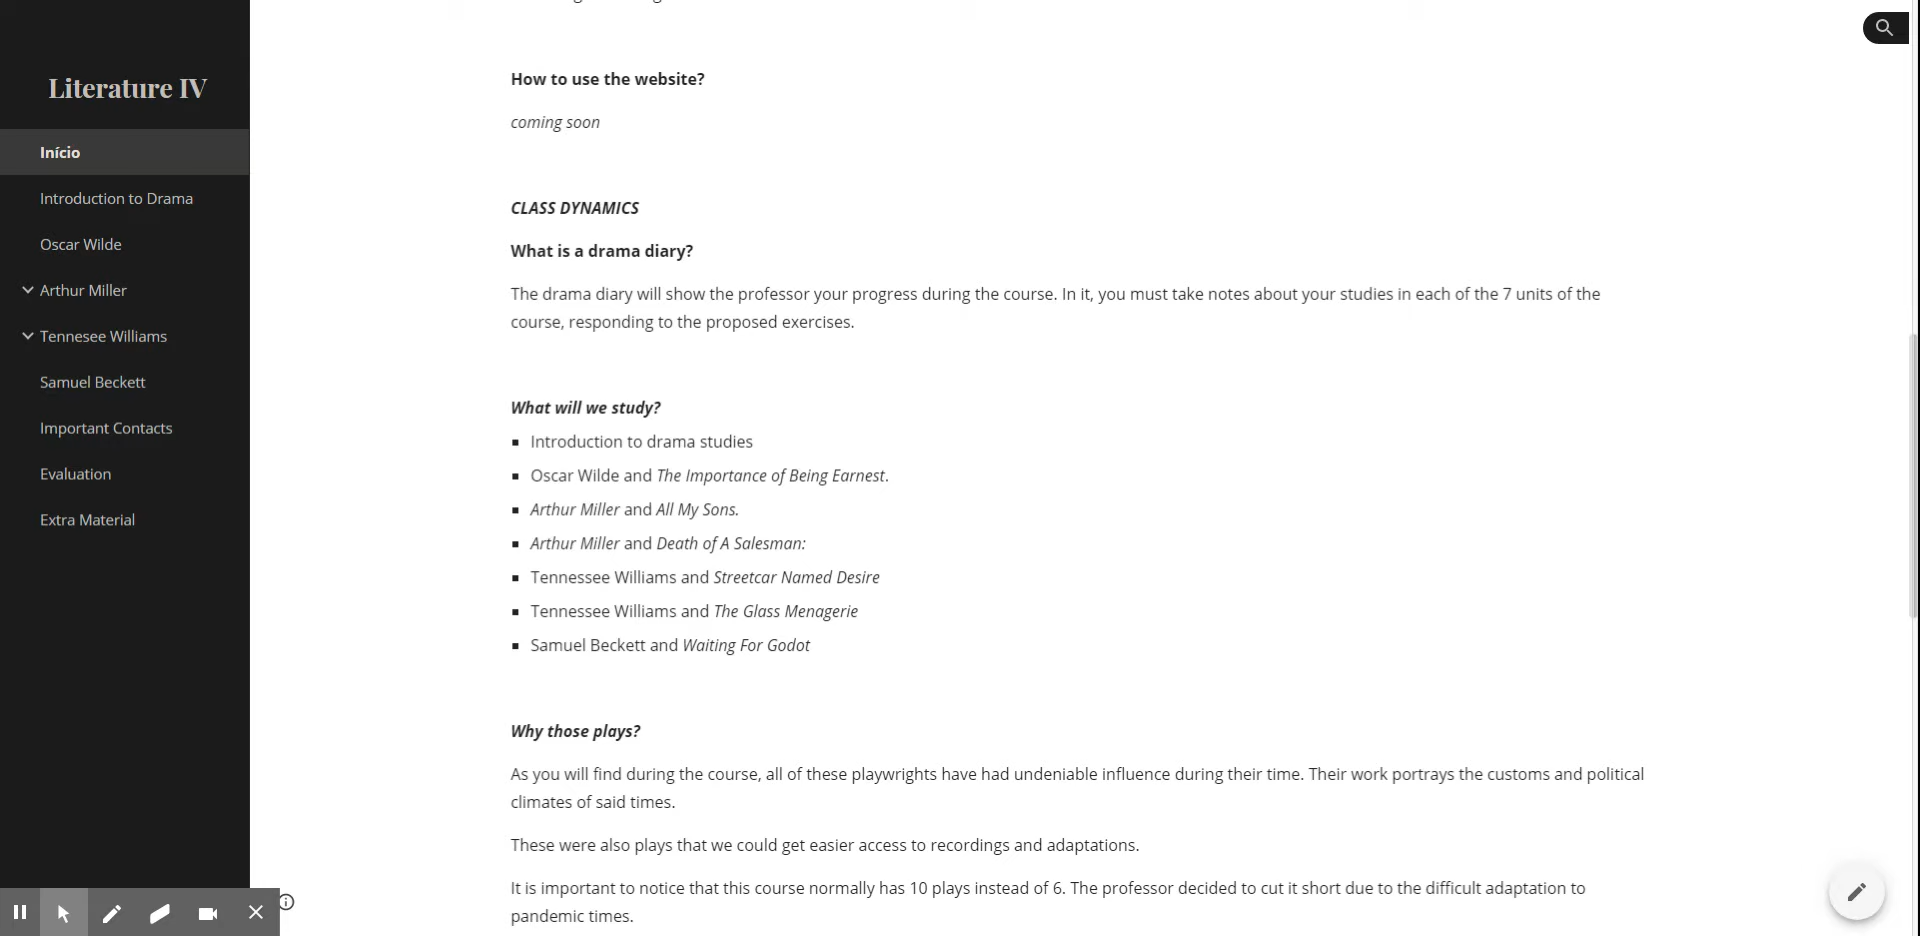 Literature IV
Início
Introduction to Drama
Oscar Wilde
Arthur Miller
Tennesee Williams
Samuel Beckett
Important Contacts
Evaluation
Extra Material
How to use the website?
coming soon
CLASS DYNAMICS
What is a drama diary?
The drama diary will show the professor your progress during the course. In it, you must take notes about your studies in each of the 7 units of the
course, responding to the proposed exercises.
What will we study?
Introduction to drama studies
Oscar Wilde and The Importance of Being Earnest.
Arthur Miller and All My Sons.
Arthur Miller and Death of A Salesman:
Tennessee Williams and Streetcar Named Desire
Tennessee Williams and The Glass Menagerie
Samuel Beckett and Waiting For Godot
Why those plays?
As you will find during the course, all of these playwrights have had undeniable influence during their time. Their work portrays the customs and political
climates of said times.
These were also plays that we could get easier access to recordings and adaptations.
It is important to notice that this course normally has 10 plays instead of 6. The professor decided to cut it short due to the difficult adaptation to
pandemic times.